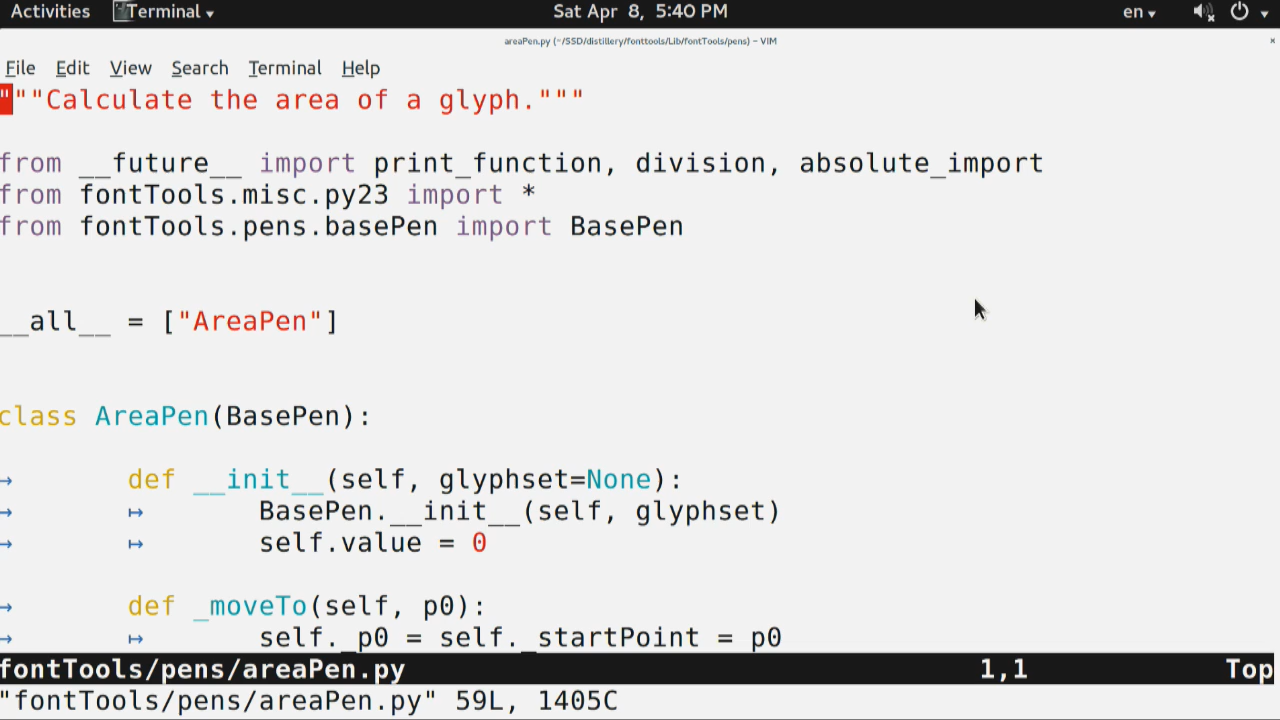 Activities Terminal Sat Apr 8, 5:40 PM en
areaPen.py (~/SSD/distillery/fonttools/Lib/fontTools/pens) - VIM ×
File Edit View Search Terminal Help
"""Calculate the area of a glyph."""
from __future__ import print_function, division, absolute_import
from fontTools.misc.py23 import *
from fontTools.pens.basePen import BasePen
__all__ = ["AreaPen"]
class AreaPen(BasePen):
→ def __init__(self, glyphset=None):
→ ↦ BasePen.__init__(self, glyphset)
→ ↦ self.value = 0
→ def _moveTo(self, p0):
→ ↦ self._p0 = self._startPoint = p0
fontTools/pens/areaPen.py 1,1 Top
"fontTools/pens/areaPen.py" 59L, 1405C